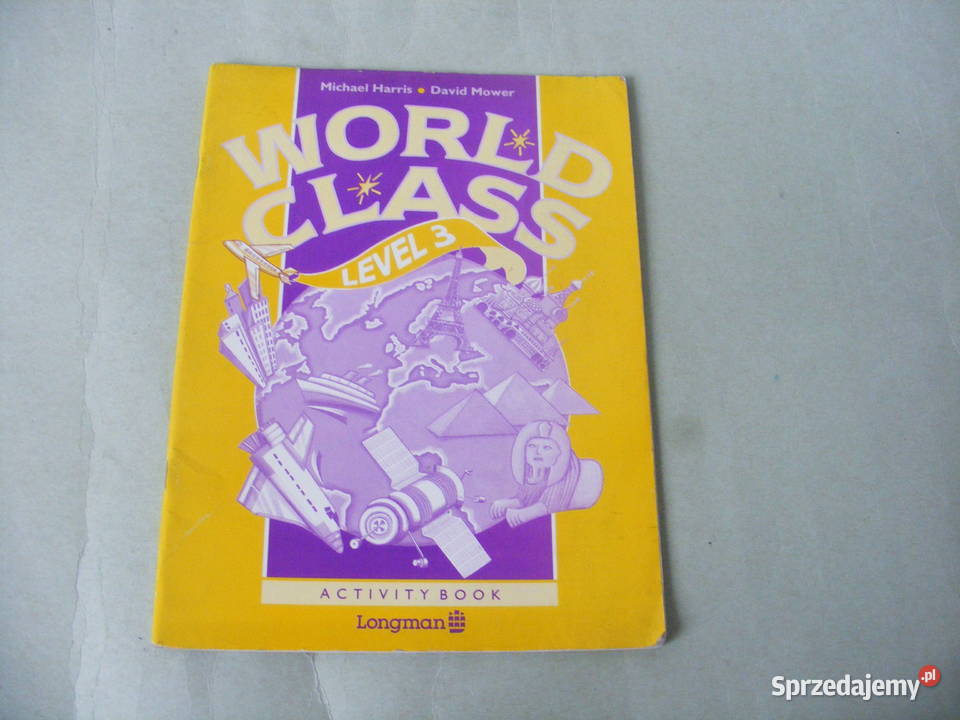 Michael Harris • David Mower
WORLD
CLASS
LEVEL 3
ACTIVITY BOOK
Longman
Sprzedajemy.pl